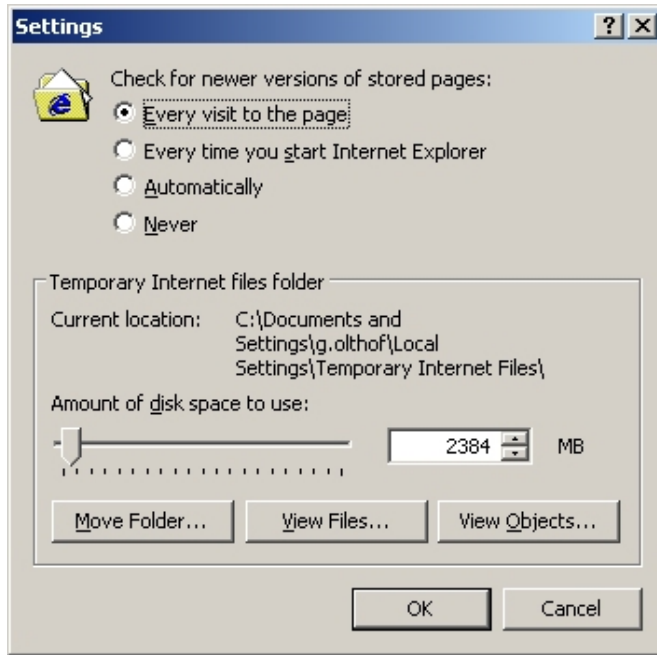 Settings
Check for newer versions of stored pages:
Every visit to the page
Every time you start Internet Explorer
Automatically
Never
Temporary Internet files folder
Current location: C:\Documents and
Settings\g.olthof\Local
Settings\Temporary Internet Files\
Amount of disk space to use:
2384 MB
Move Folder... View Files... View Objects...
OK Cancel